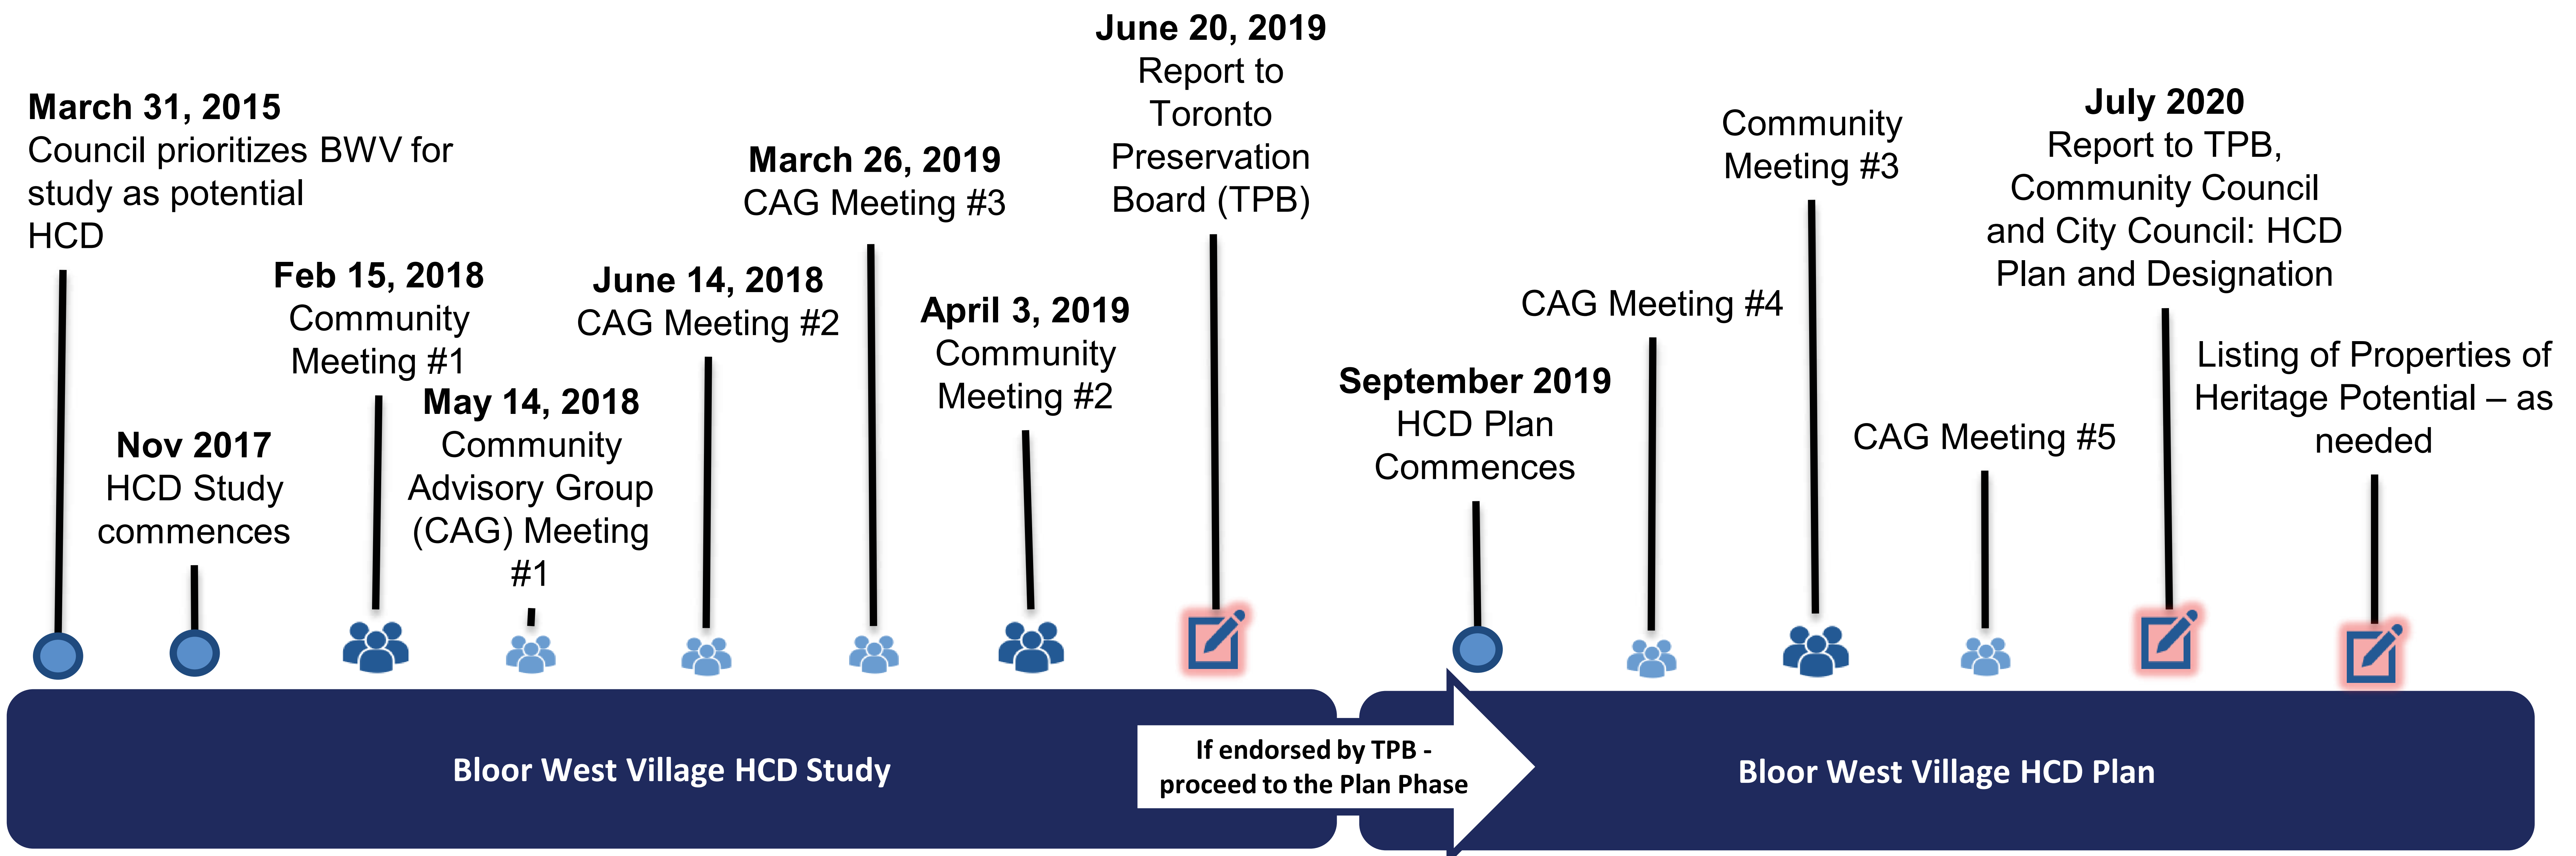 March 31, 2015
Council prioritizes BWV for
study as potential
HCD
Nov 2017
HCD Study
commences
Feb 15, 2018
Community
Meeting #1
May 14, 2018
Community
Advisory Group
(CAG) Meeting
#1
June 14, 2018
CAG Meeting #2
March 26, 2019
CAG Meeting #3
April 3, 2019
Community
Meeting #2
June 20, 2019
Report to
Toronto
Preservation
Board (TPB)
September 2019
HCD Plan
Commences
CAG Meeting #4
Community
Meeting #3
CAG Meeting #5
July 2020
Report to TPB,
Community Council
and City Council: HCD
Plan and Designation
Listing of Properties of
Heritage Potential – as
needed
Bloor West Village HCD Study
If endorsed by TPB -
proceed to the Plan Phase
Bloor West Village HCD Plan